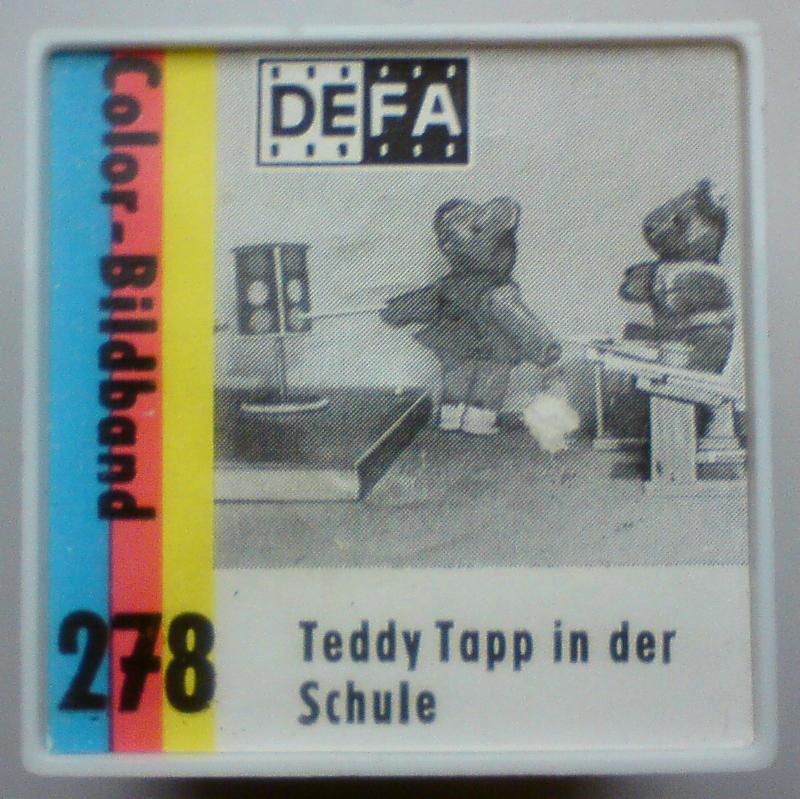 DEFA
Color-Bildband
278
Teddy Tapp in der
Schule